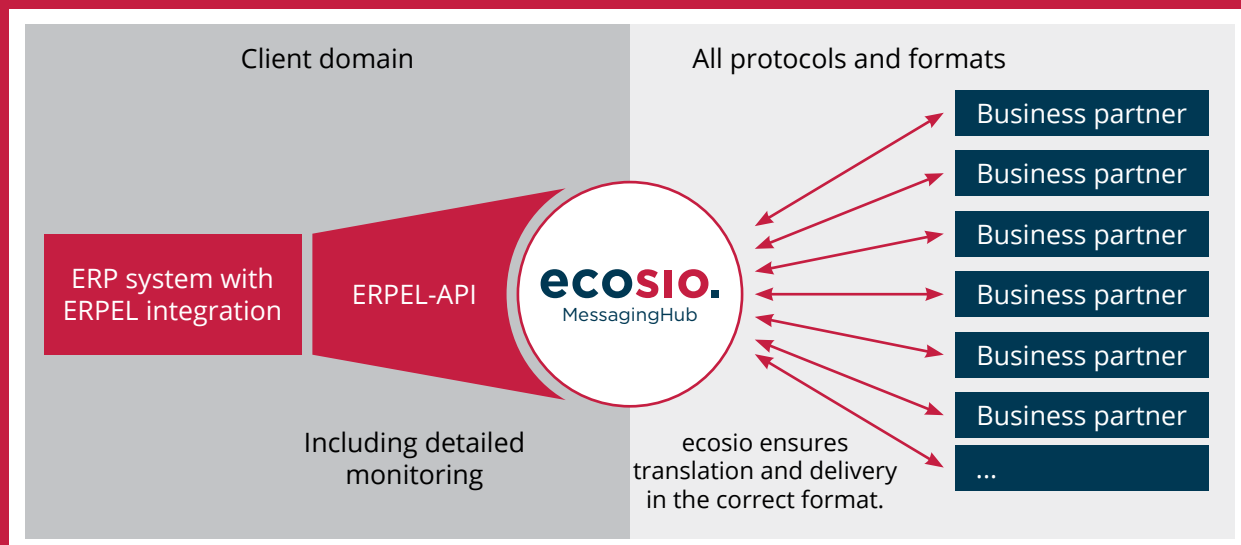 Client domain
All protocols and formats
ERP system with
ERPEL integration
ERPEL-API
ecosio.
MessagingHub
Business partner
Business partner
Business partner
Business partner
Business partner
Business partner
...
Including detailed
monitoring
ecosio ensures
translation and delivery
in the correct format.